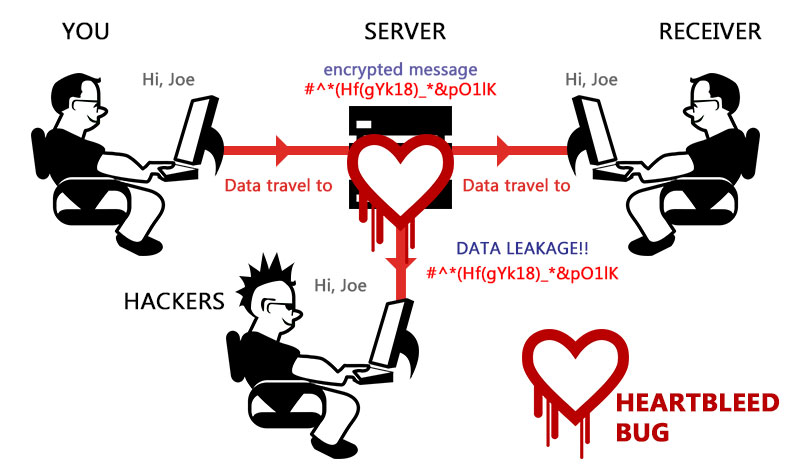 YOU
SERVER
RECEIVER
Hi, Joe
encrypted message
#^*(Hf(gYk18)_*&pO1lK
Hi, Joe
Data travel to
Data travel to
DATA LEAKAGE!!
#^*(Hf(gYk18)_*&pO1lK
Hi, Joe
HACKERS
HEARTBLEED
BUG